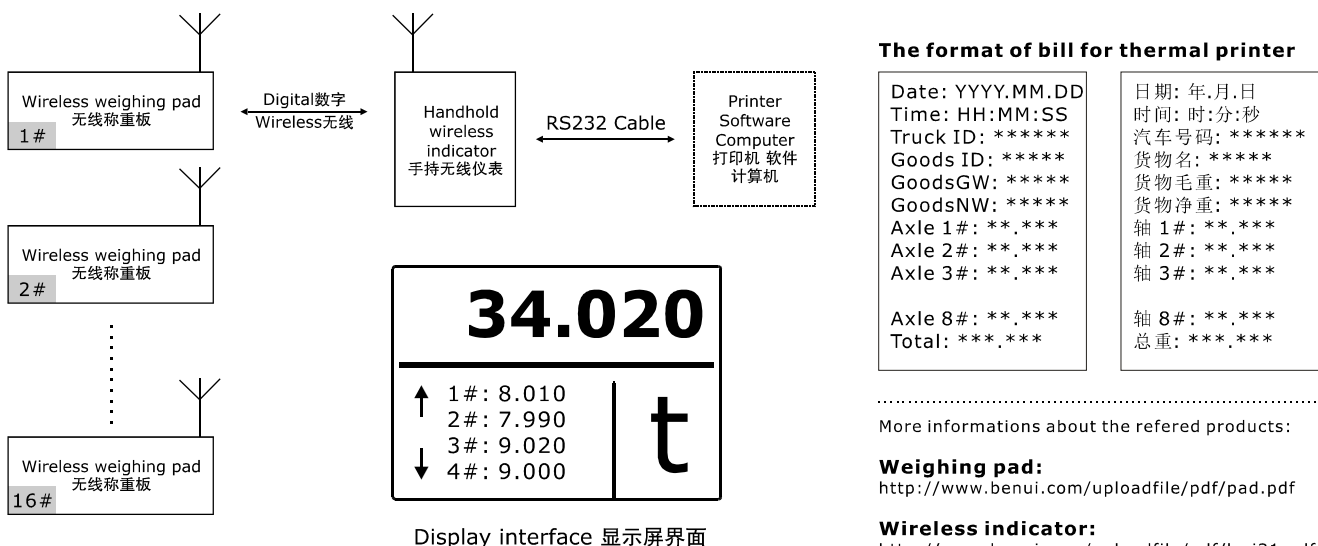 Wireless weighing pad
无线称重板
1#
Digital数字
Wireless无线
Handhold
wireless
indicator
手持无线仪表
RS232 Cable
Printer
Software
Computer
打印机 软件
计算机
Wireless weighing pad
无线称重板
2#
Wireless weighing pad
无线称重板
16#
34.020
1#: 8.010
2#: 7.990
3#: 9.020
4#: 9.000
t
Display interface 显示屏界面
The format of bill for thermal printer
Date: YYYY.MM.DD
Time: HH:MM:SS
Truck ID: ******
Goods ID: *****
GoodsGW: *****
GoodsNW: *****
Axle 1#: **.***
Axle 2#: **.***
Axle 3#: **.***
Axle 8#: **.***
Total: ***.***
日期: 年.月.日
时间: 时:分:秒
汽车号码: ******
货物名: *****
货物毛重: *****
货物净重: *****
轴 1#: **.***
轴 2#: **.***
轴 3#: **.***
轴 8#: **.***
总重: ***.***
More informations about the refered products:
Weighing pad:
http://www.benui.com/uploadfile/pdf/pad.pdf
Wireless indicator: